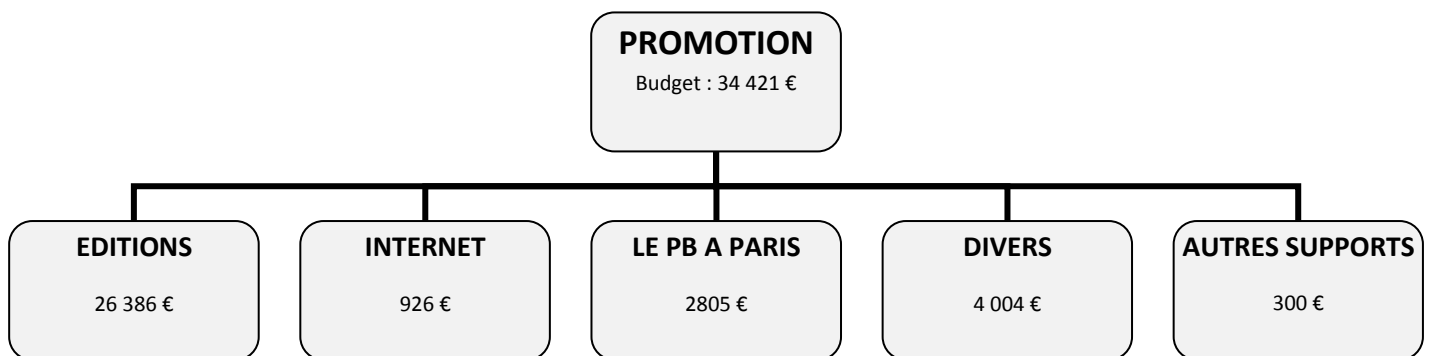 PROMOTION
Budget : 34 421 €
EDITIONS
26 386 €
INTERNET
926 €
LE PB A PARIS
2805 €
DIVERS
4 004 €
AUTRES SUPPORTS
300 €